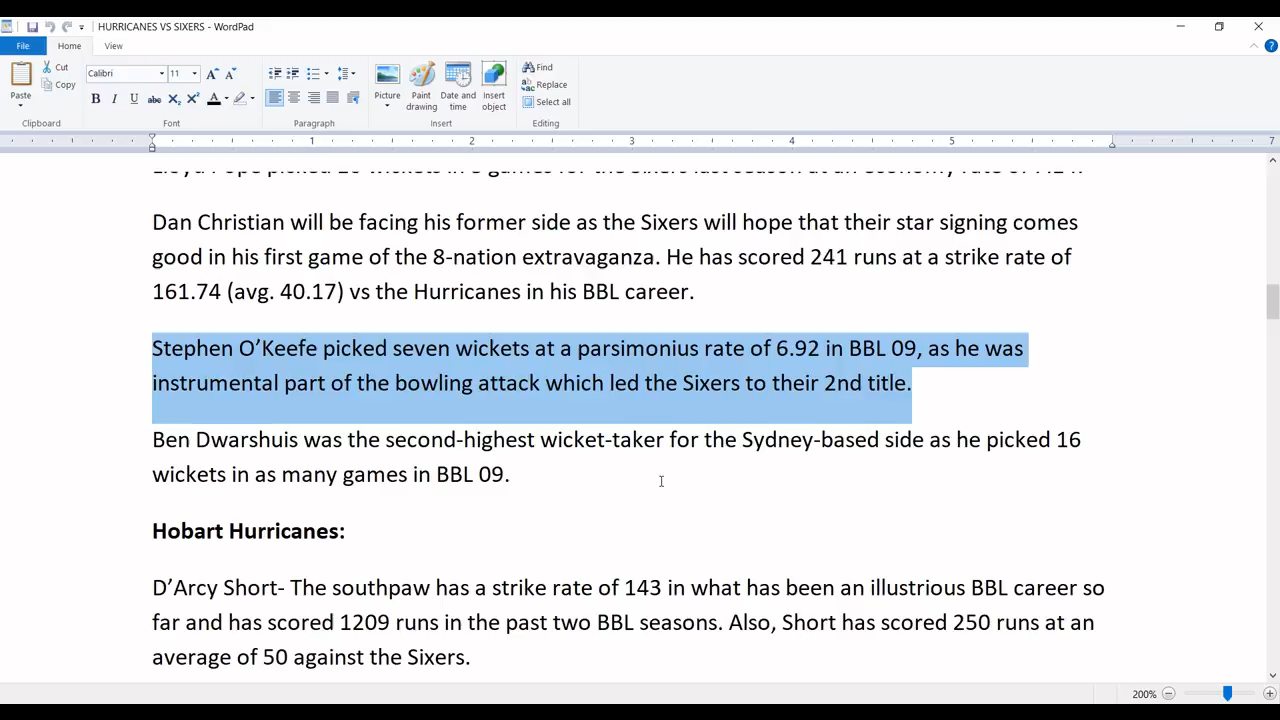 HURRICANES VS SIXERS - WordPad
File Home View
Paste
Cut
Copy
Clipboard
Calibri 11
B I U abc X₂ X² A
Font
Paragraph
Picture
Paint drawing
Date and time
Insert object
Insert
Find
Replace
Select all
Editing
1 2 3 4 5 7
Dan Christian will be facing his former side as the Sixers will hope that their star signing comes
good in his first game of the 8-nation extravaganza. He has scored 241 runs at a strike rate of
161.74 (avg. 40.17) vs the Hurricanes in his BBL career.
Stephen O’Keefe picked seven wickets at a parsimonius rate of 6.92 in BBL 09, as he was
instrumental part of the bowling attack which led the Sixers to their 2nd title.
Ben Dwarshuis was the second-highest wicket-taker for the Sydney-based side as he picked 16
wickets in as many games in BBL 09.
Hobart Hurricanes:
D’Arcy Short- The southpaw has a strike rate of 143 in what has been an illustrious BBL career so
far and has scored 1209 runs in the past two BBL seasons. Also, Short has scored 250 runs at an
average of 50 against the Sixers.
200%